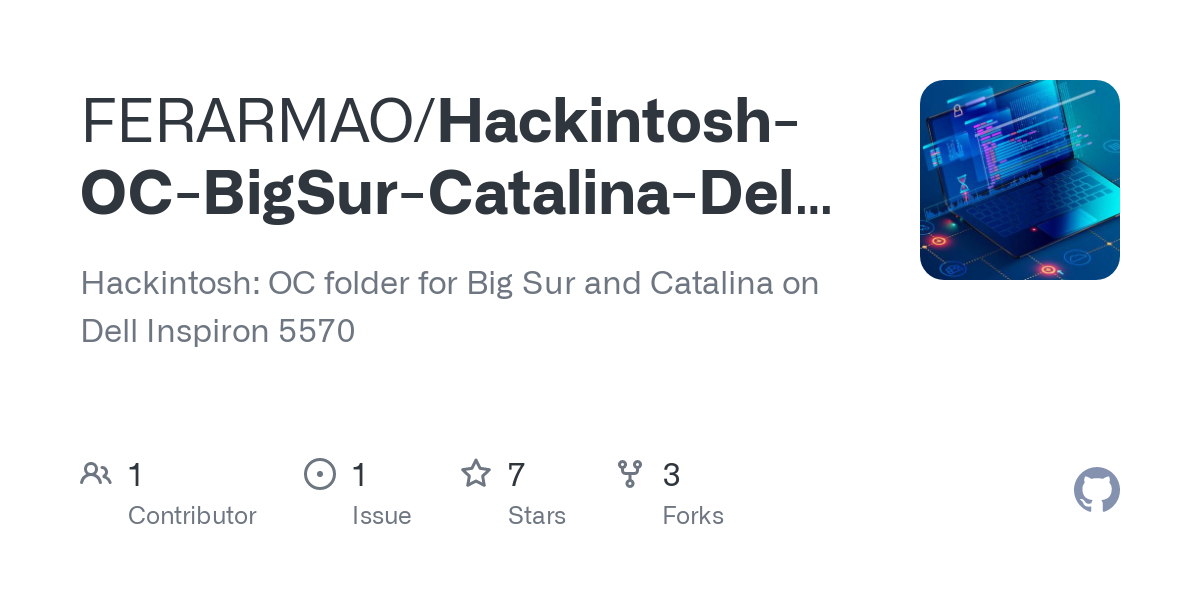 FERARMAO/Hackintosh-
OC-BigSur-Catalina-Del...
Hackintosh: OC folder for Big Sur and Catalina on
Dell Inspiron 5570
1
Contributor
1
Issue
7
Stars
3
Forks